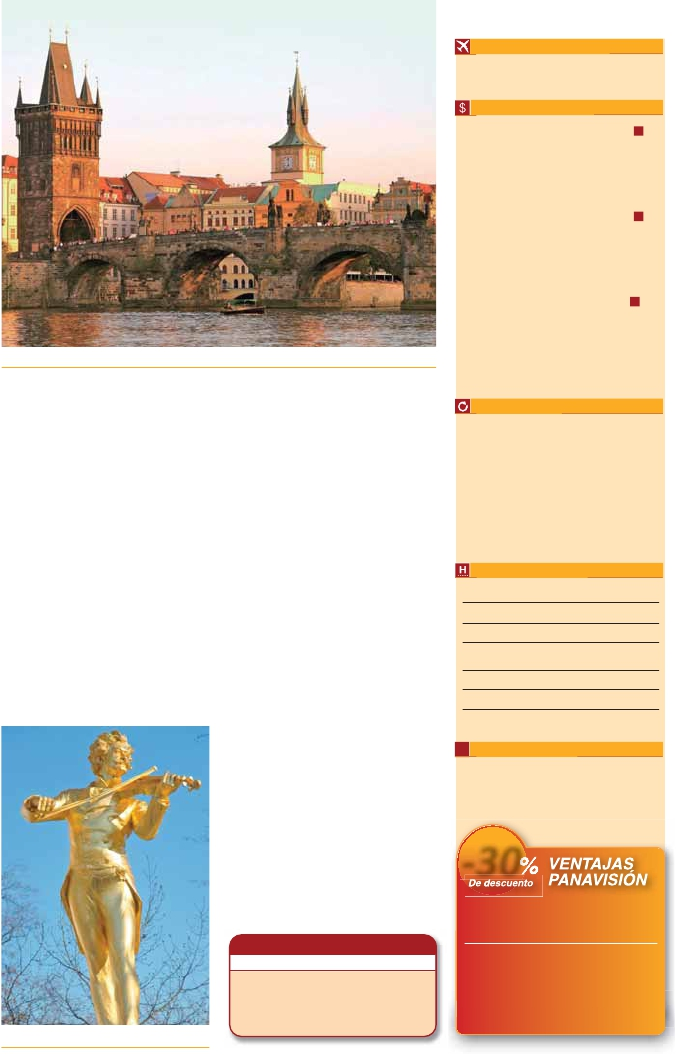 $
H
-30%
De descuento
VENTAJAS
PANAVISIÓN